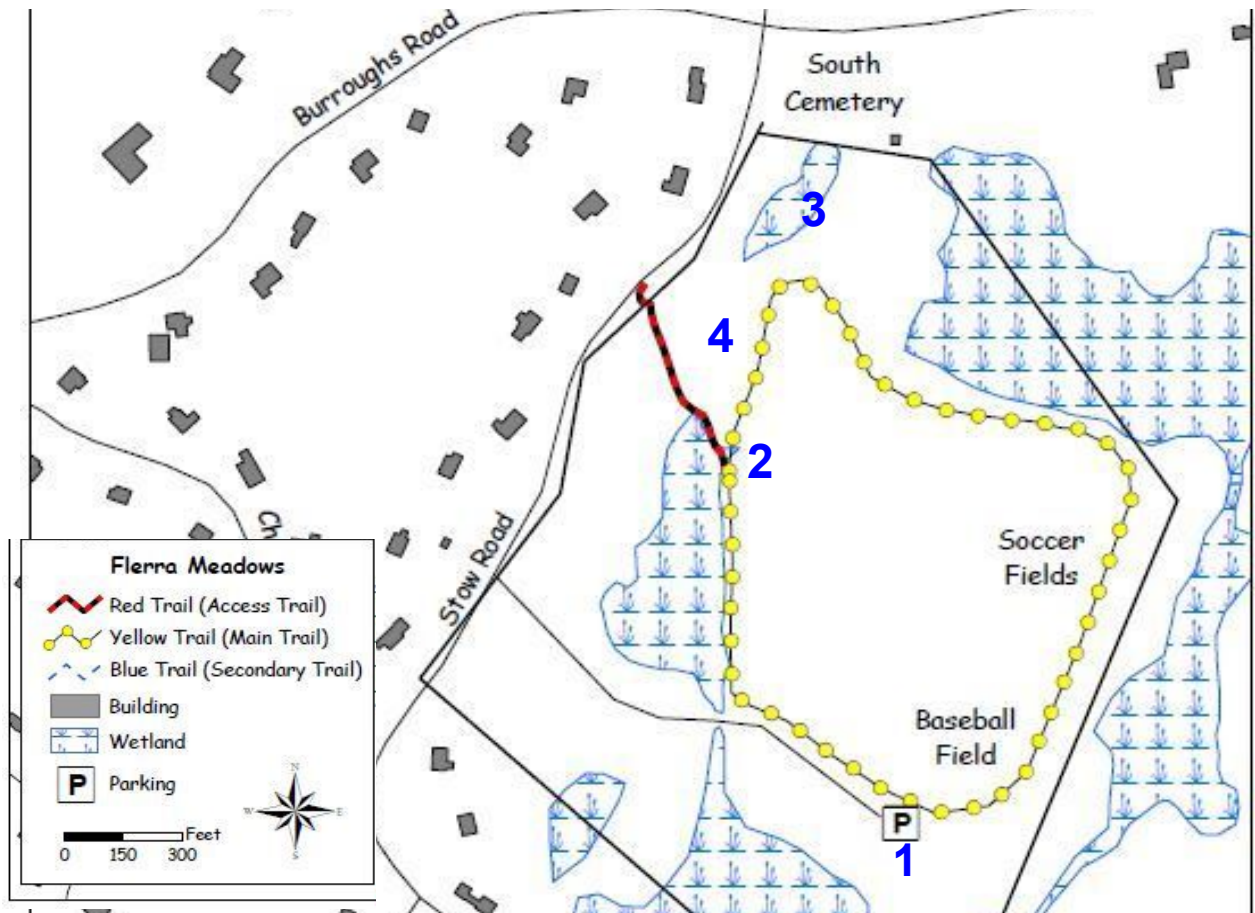 Burroughs Road
South
Cemetery
3
4
2
Soccer
Fields
Ch
Stow Road
Baseball
Field
P
1
Flerra Meadows
Red Trail (Access Trail)
Yellow Trail (Main Trail)
Blue Trail (Secondary Trail)
Building
Wetland
P Parking
N
W E
S
Feet
0 150 300